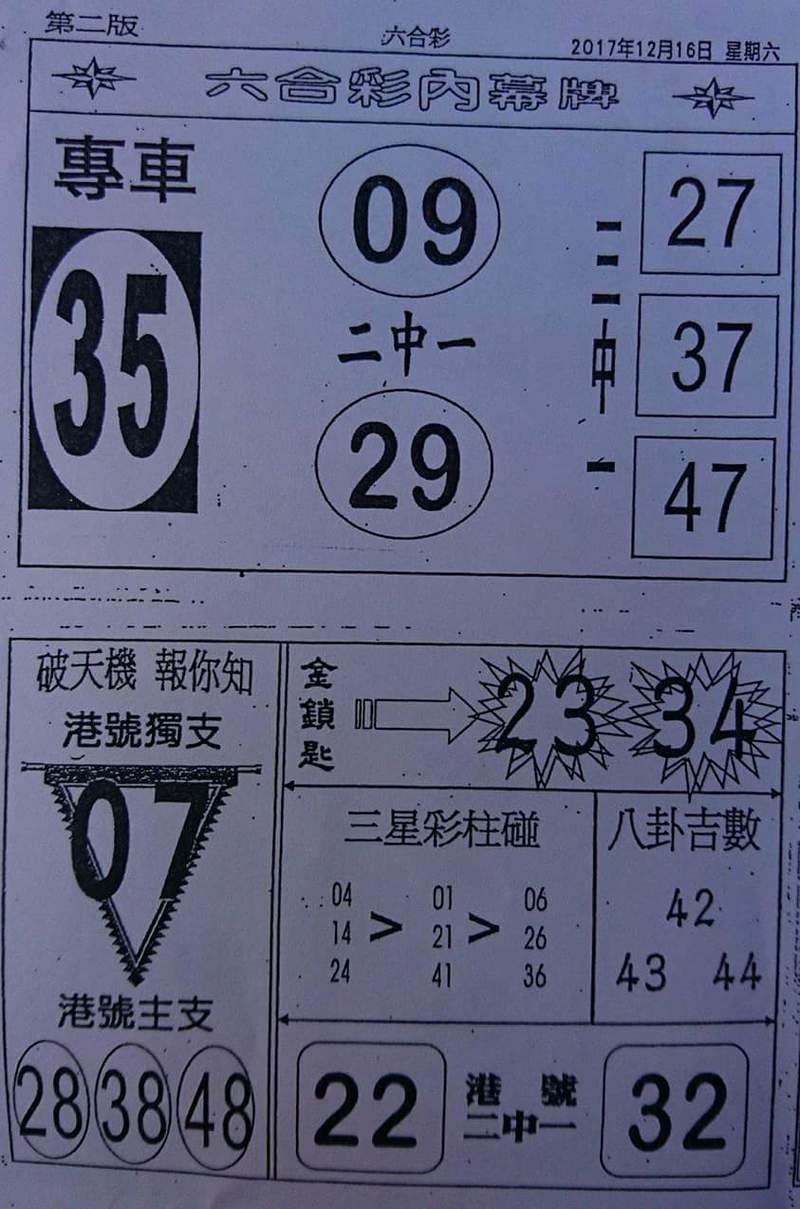 第二版
六合彩
2017年12月16日 星期六
六合彩內幕牌
專車
35
09
二中一
29
三中一
27
37
47
破天機 報你知
港號獨支
07
港號主支
28 38 48
金鎖匙
23 34
三星彩柱碰
04 01 06
14 > 21 > 26
24 41 36
八卦吉數
42
43 44
22
港號
二中一
32